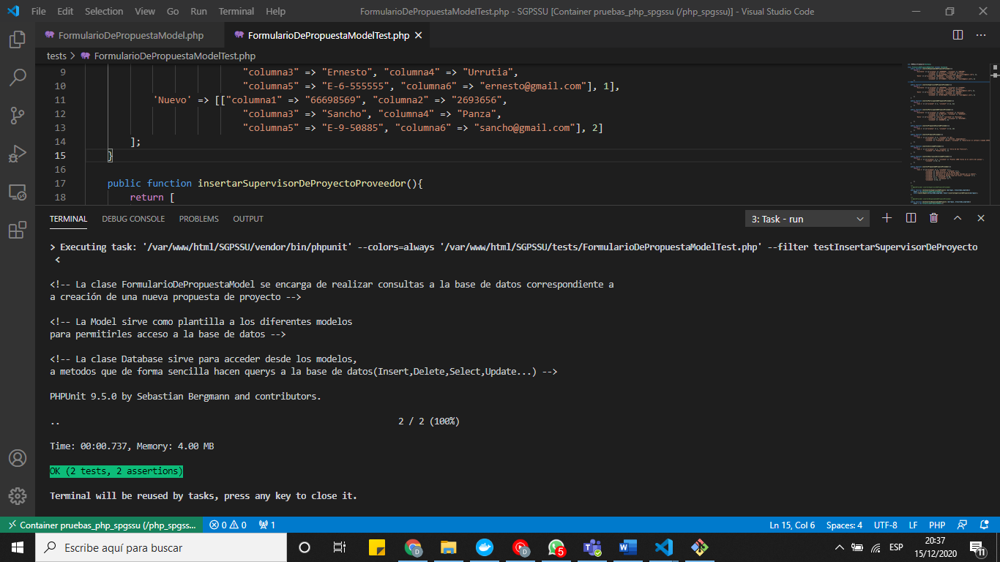 File Edit Selection View Go Run Terminal Help FormularioDePropuestaModelTest.php - SGPSSU [Container pruebas_php_spgssu (/php_spgssu)] - Visual Studio Code
FormularioDePropuestaModel.php FormularioDePropuestaModelTest.php
tests > FormularioDePropuestaModelTest.php
9 "columna3" => "Ernesto", "columna4" => "Urrutia",
10 "columna5" => "E-6-555555", "columna6" => "ernesto@gmail.com"], 1],
11 'Nuevo' => [["columna1" => "66698569", "columna2" => "2693656",
12 "columna3" => "Sancho", "columna4" => "Panza",
13 "columna5" => "E-9-50885", "columna6" => "sancho@gmail.com"], 2]
14 ];
15 }
16
17 public function insertarSupervisorDeProyectoProveedor(){
18 return [
TERMINAL DEBUG CONSOLE PROBLEMS OUTPUT 3: Task - run
> Executing task: '/var/www/html/SGPSSU/vendor/bin/phpunit' --colors=always '/var/www/html/SGPSSU/tests/FormularioDePropuestaModelTest.php' --filter testInsertarSupervisorDeProyecto
<
<!-- La clase FormularioDePropuestaModel se encarga de realizar consultas a la base de datos correspondiente a
a creación de una nueva propuesta de proyecto -->
<!-- La Model sirve como plantilla a los diferentes modelos
para permitirles acceso a la base de datos -->
<!-- La clase Database sirve para acceder desde los modelos,
a metodos que de forma sencilla hacen querys a la base de datos(Insert,Delete,Select,Update...) -->
PHPUnit 9.5.0 by Sebastian Bergmann and contributors.
.. 2 / 2 (100%)
Time: 00:00.737, Memory: 4.00 MB
OK (2 tests, 2 assertions)
Terminal will be reused by tasks, press any key to close it.
Container pruebas_php_spgssu (/php_spgss... 0 0 1 Ln 15, Col 6 Spaces: 4 UTF-8 LF PHP
Escribe aquí para buscar D D 5 ESP 20:37
15/12/2020 11